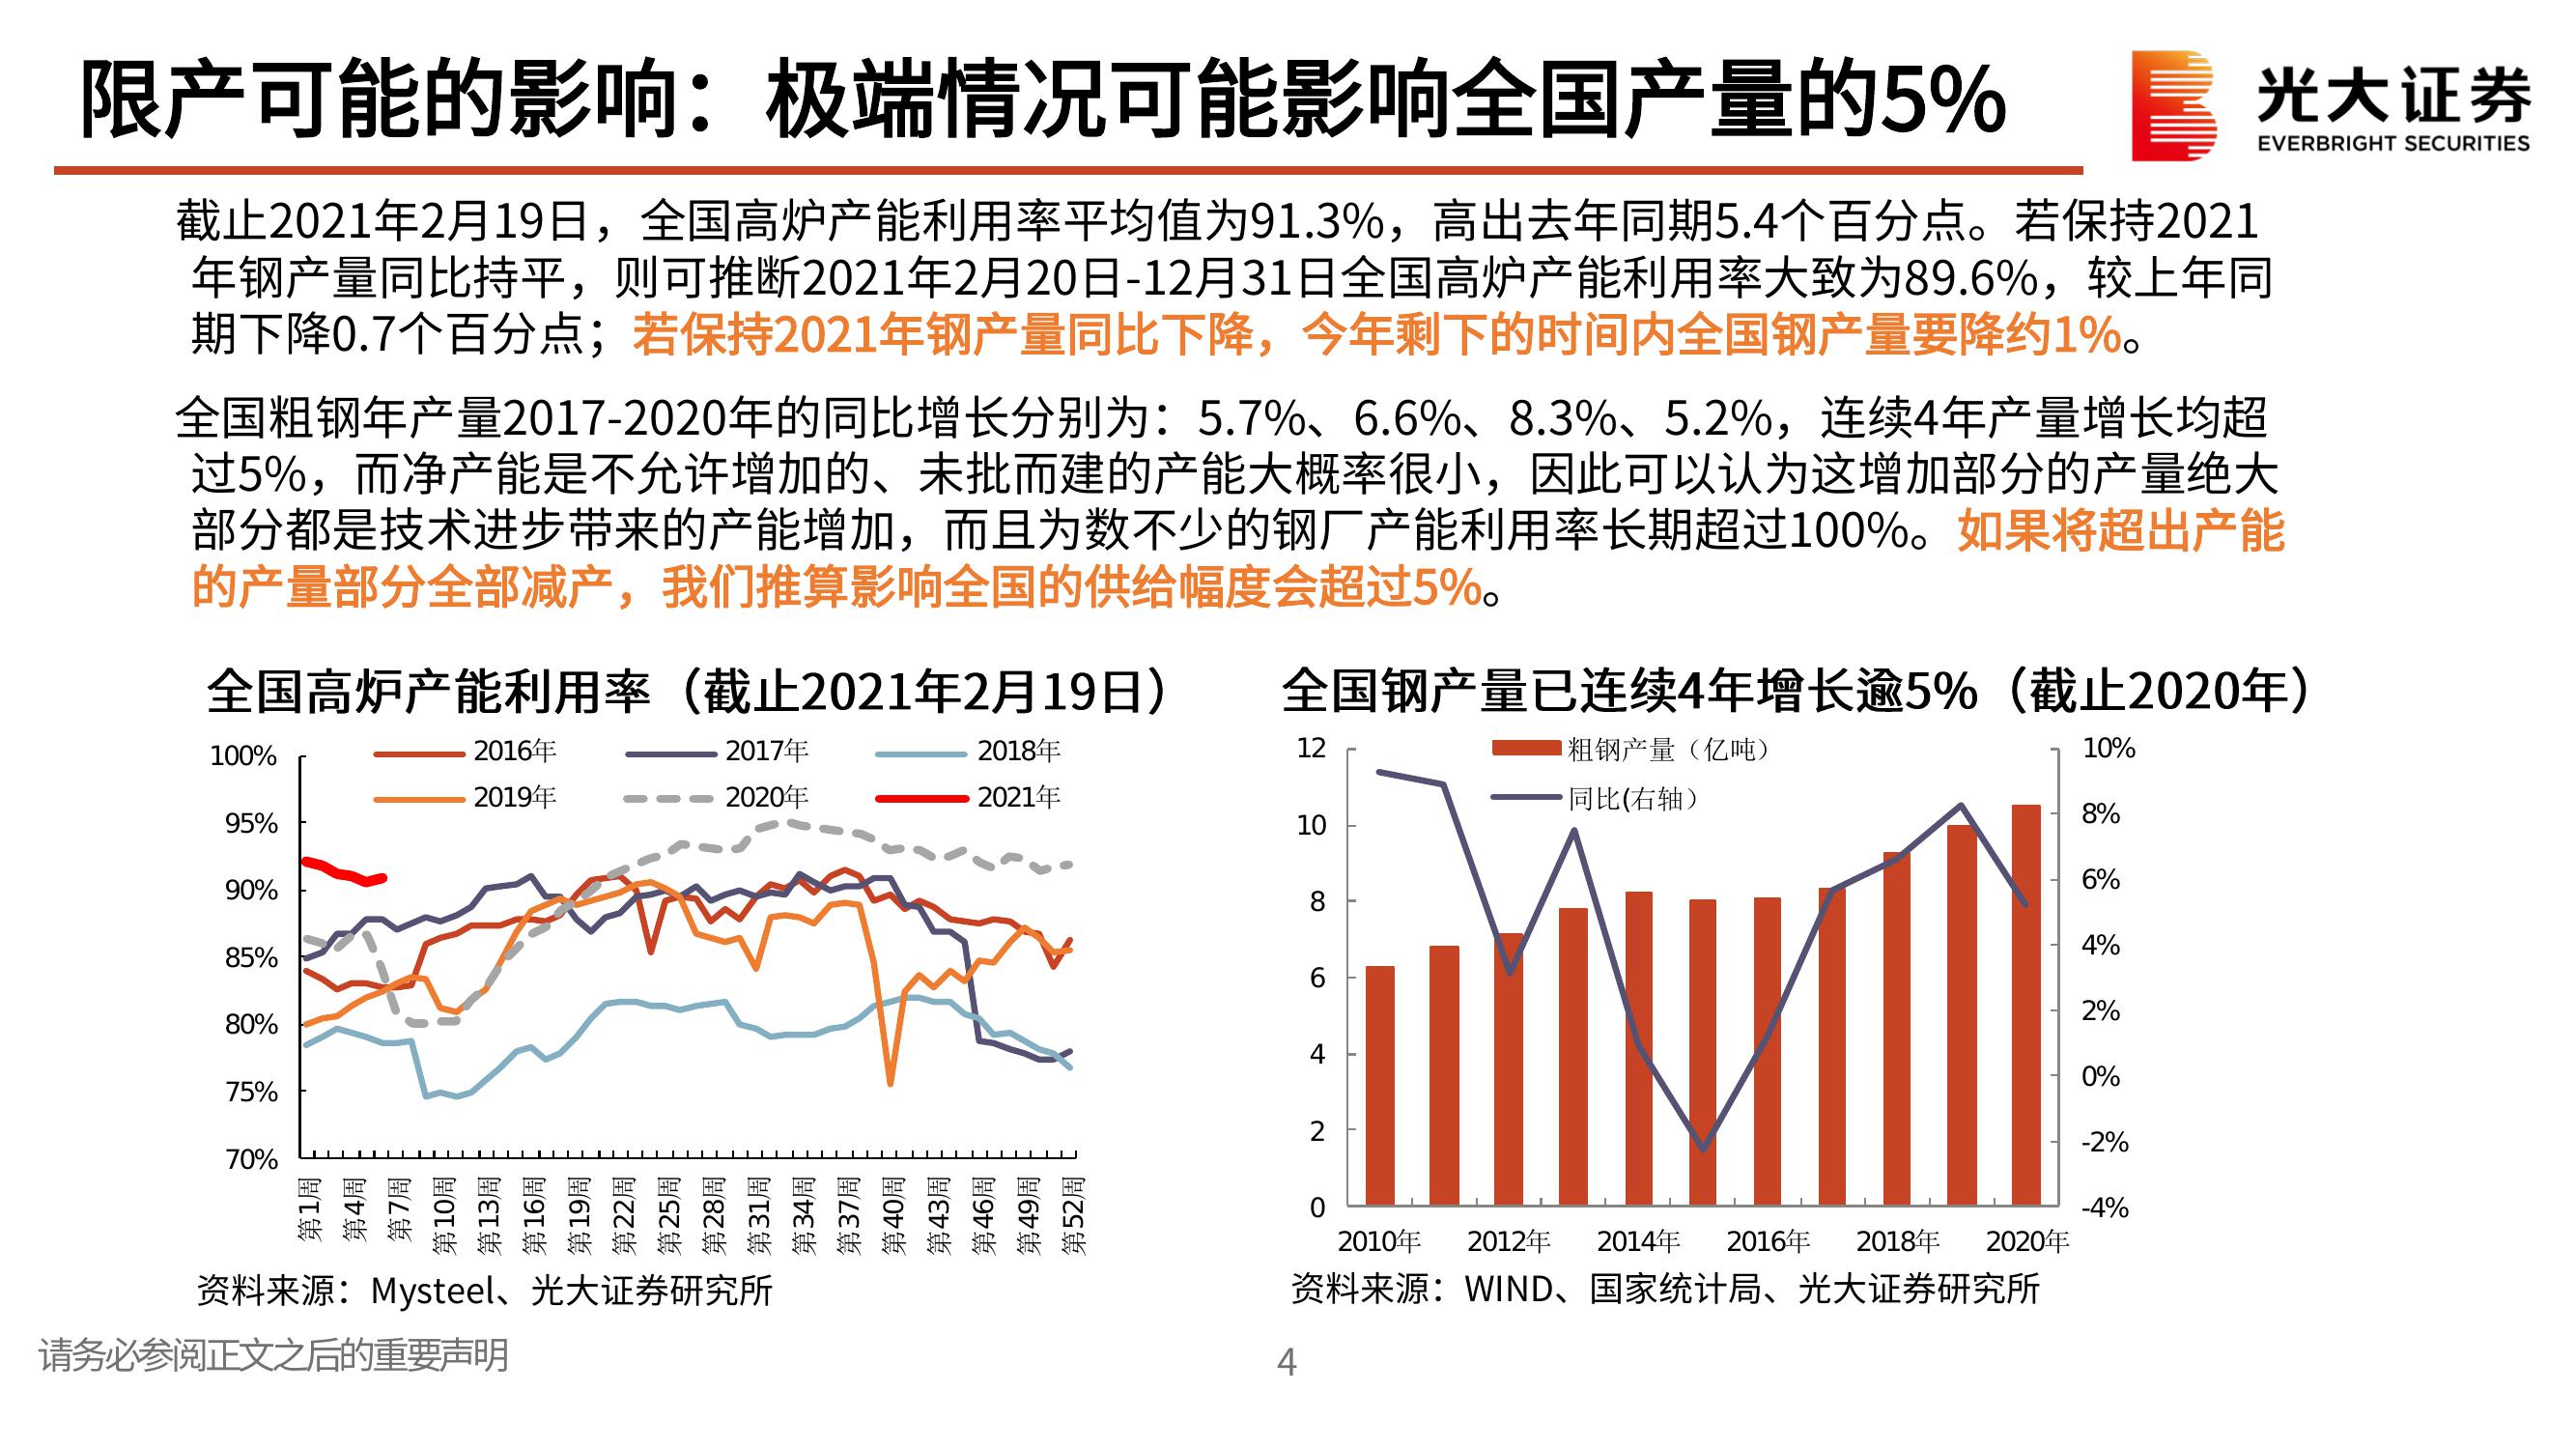 限产可能的影响：极端情况可能影响全国产量的5%
光大证券
EVERBRIGHT SECURITIES
截止2021年2月19日，全国高炉产能利用率平均值为91.3%，高出去年同期5.4个百分点。若保持2021
年钢产量同比持平，则可推断2021年2月20日-12月31日全国高炉产能利用率大致为89.6%，较上年同
期下降0.7个百分点；若保持2021年钢产量同比下降，今年剩下的时间内全国钢产量要降约1%。
全国粗钢年产量2017-2020年的同比增长分别为：5.7%、6.6%、8.3%、5.2%，连续4年产量增长均超
过5%，而净产能是不允许增加的、未批而建的产能大概率很小，因此可以认为这增加部分的产量绝大
部分都是技术进步带来的产能增加，而且为数不少的钢厂产能利用率长期超过100%。如果将超出产能
的产量部分全部减产，我们推算影响全国的供给幅度会超过5%。
全国高炉产能利用率（截止2021年2月19日）
2016年 2017年 2018年
2019年 2020年 2021年
100%
95%
90%
85%
80%
75%
70%
第1周 第4周 第7周 第10周 第13周 第16周 第19周 第22周 第25周 第28周 第31周 第34周 第37周 第40周 第43周 第46周 第49周 第52周
资料来源：Mysteel、光大证券研究所
全国钢产量已连续4年增长逾5%（截止2020年）
粗钢产量（亿吨）
同比(右轴）
12
10
8
6
4
2
0
10%
8%
6%
4%
2%
0%
-2%
-4%
2010年 2012年 2014年 2016年 2018年 2020年
资料来源：WIND、国家统计局、光大证券研究所
请务必参阅正文之后的重要声明
4